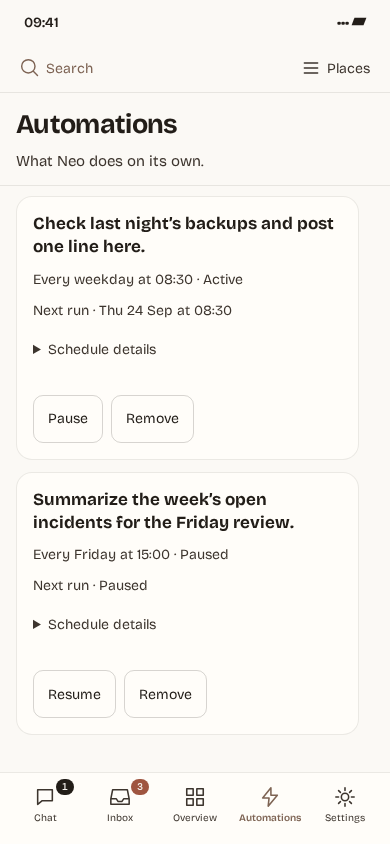 09:41
Search
Places
Automations
What Neo does on its own.
Check last night's backups and post
one line here.
Every weekday at 08:30 · Active
Next run · Thu 24 Sep at 08:30
Schedule details
Pause
Remove
Summarize the week's open
incidents for the Friday review.
Every Friday at 15:00 · Paused
Next run · Paused
Schedule details
Resume
Remove
1
3
Chat
Inbox
Overview
Automations
Settings